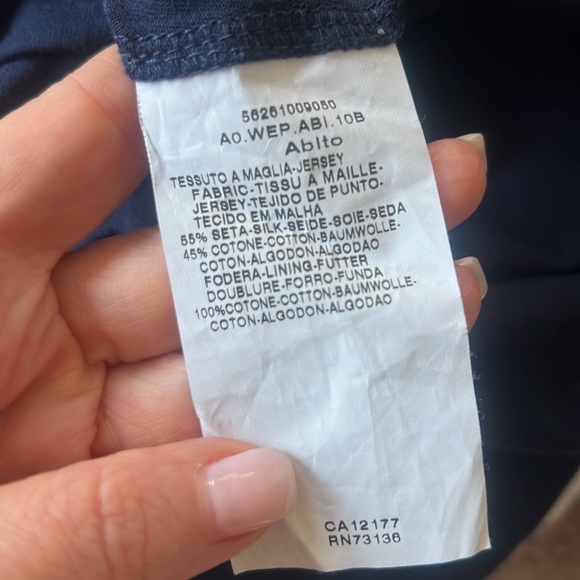 56261009050
A0.WEP.ABI.10B
Abito
TESSUTO A MAGLIA-JERSEY
FABRIC-TISSU A MAILLE-
JERSEY-TEJIDO DE PUNTO-
TECIDO EM MALHA
55% SETA-SILK-SEIDE-SOIE-SEDA
45% COTONE-COTTON-BAUMWOLLE-
COTON-ALGODON-ALGODAO
FODERA-LINING-FUTTER
DOUBLURE-FORRO-FUNDA
100%COTONE-COTTON-BAUMWOLLE-
COTON-ALGODON-ALGODAO
CA12177
RN73136